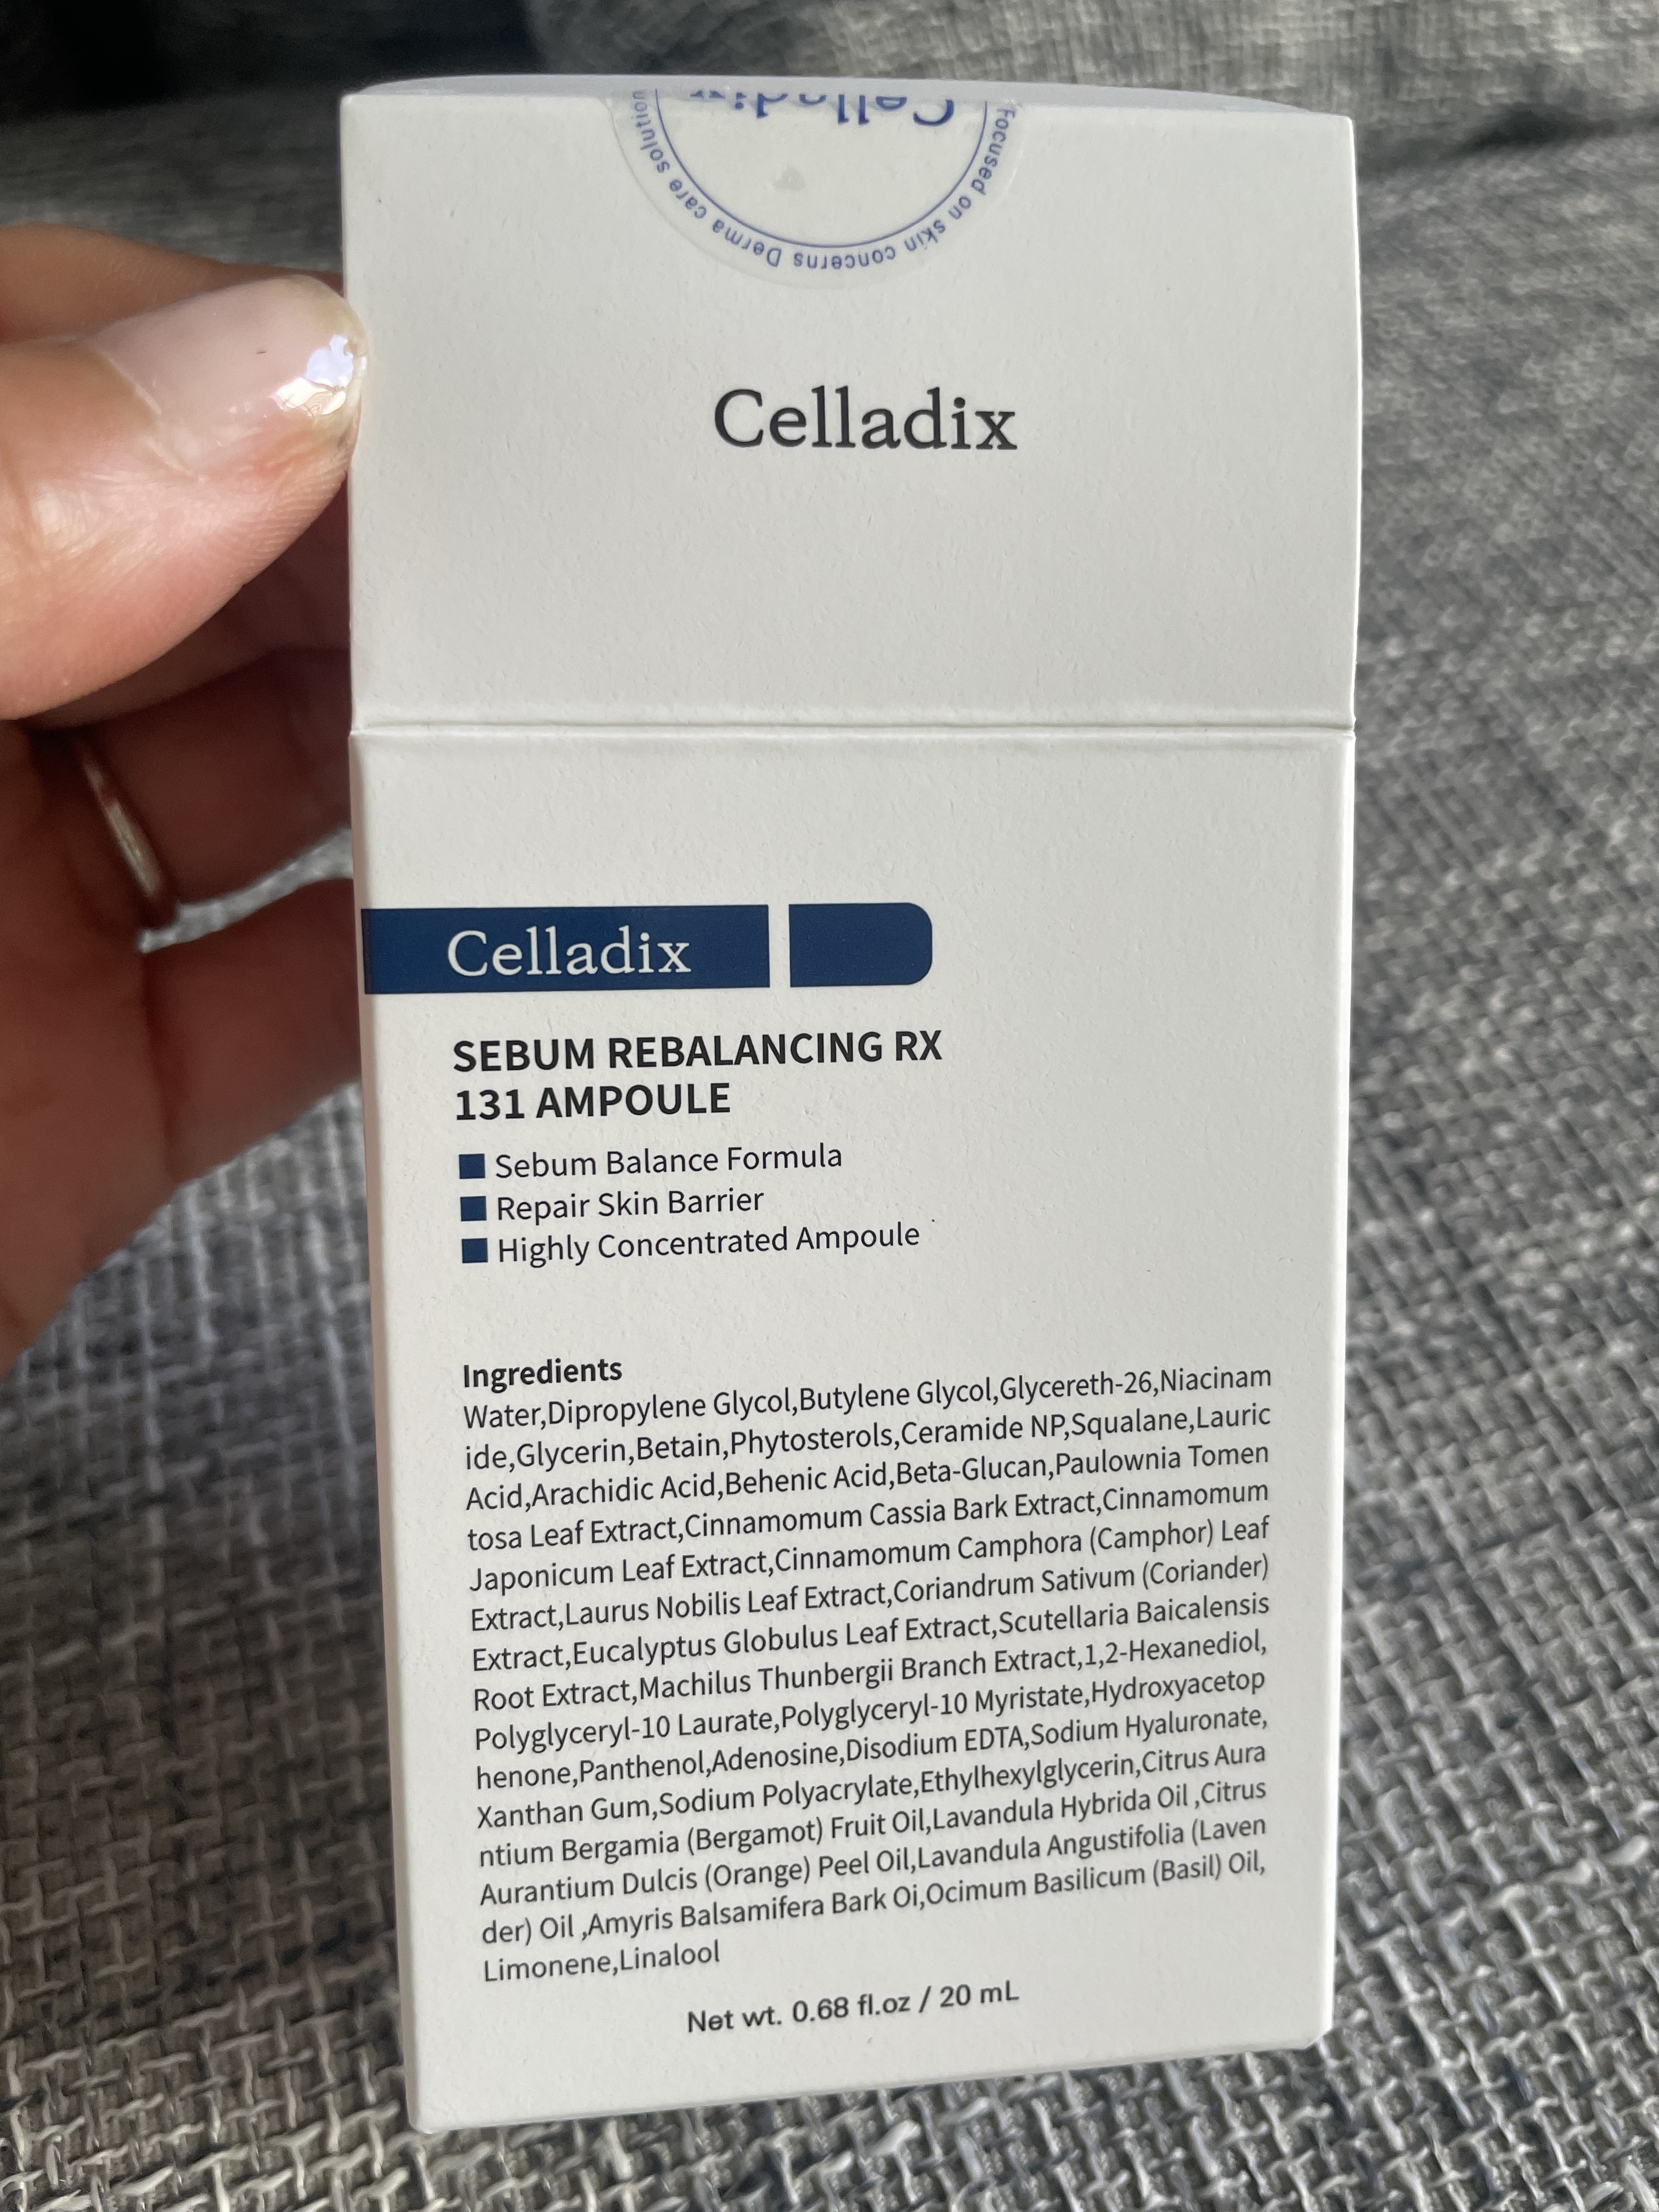 Celladix
Focused on skin concerns Derma care solution
Celladix
Celladix
SEBUM REBALANCING RX
131 AMPOULE
Sebum Balance Formula
Repair Skin Barrier
Highly Concentrated Ampoule
Ingredients
Water,Dipropylene Glycol,Butylene Glycol,Glycereth-26,Niacinam
ide,Glycerin,Betain,Phytosterols,Ceramide NP,Squalane,Lauric
Acid,Arachidic Acid,Behenic Acid,Beta-Glucan,Paulownia Tomen
tosa Leaf Extract,Cinnamomum Cassia Bark Extract,Cinnamomum
Japonicum Leaf Extract,Cinnamomum Camphora (Camphor) Leaf
Extract,Laurus Nobilis Leaf Extract,Coriandrum Sativum (Coriander)
Extract,Eucalyptus Globulus Leaf Extract,Scutellaria Baicalensis
Root Extract,Machilus Thunbergii Branch Extract,1,2-Hexanediol,
Polyglyceryl-10 Laurate,Polyglyceryl-10 Myristate,Hydroxyacetop
henone,Panthenol,Adenosine,Disodium EDTA,Sodium Hyaluronate,
Xanthan Gum,Sodium Polyacrylate,Ethylhexylglycerin,Citrus Aura
ntium Bergamia (Bergamot) Fruit Oil,Lavandula Hybrida Oil ,Citrus
Aurantium Dulcis (Orange) Peel Oil,Lavandula Angustifolia (Laven
der) Oil ,Amyris Balsamifera Bark Oi,Ocimum Basilicum (Basil) Oil,
Limonene,Linalool
Net wt. 0.68 fl.oz / 20 mL